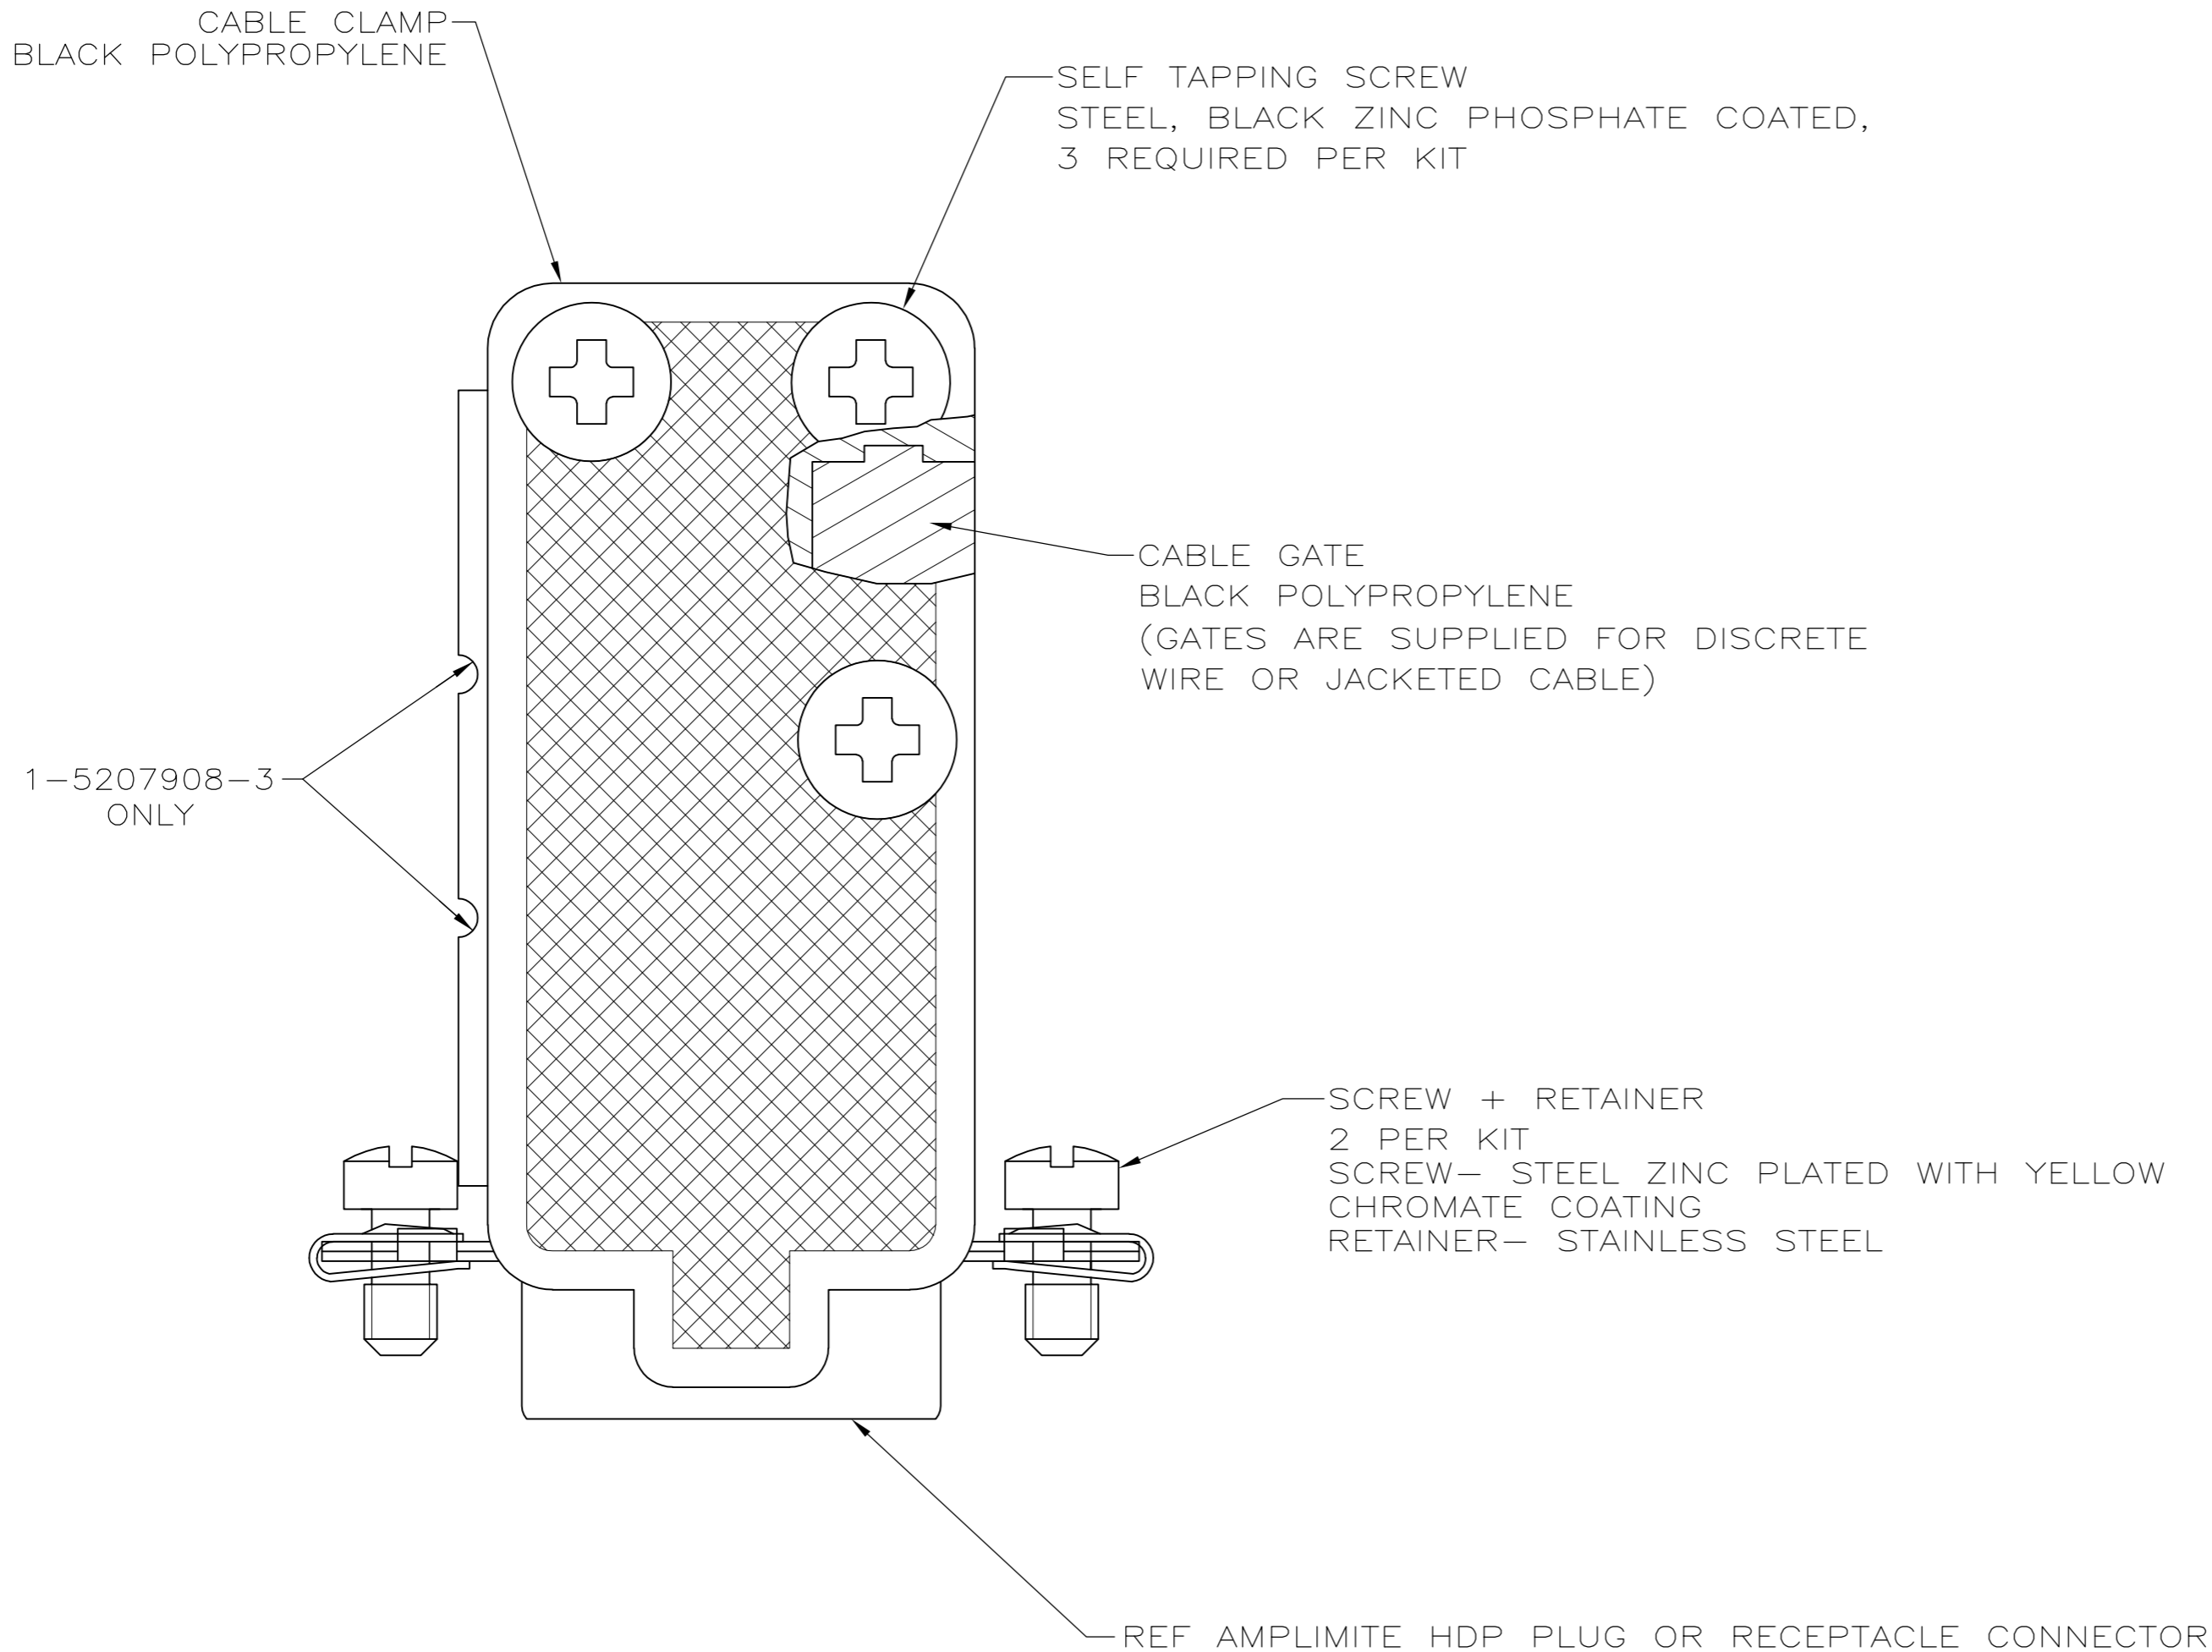 CABLE CLAMP
BLACK POLYPROPYLENE
SELF TAPPING SCREW
STEEL, BLACK ZINC PHOSPHATE COATED,
3 REQUIRED PER KIT
CABLE GATE
BLACK POLYPROPYLENE
(GATES ARE SUPPLIED FOR DISCRETE
WIRE OR JACKETED CABLE)
1-5207908-3
ONLY
SCREW + RETAINER
2 PER KIT
SCREW- STEEL ZINC PLATED WITH YELLOW
CHROMATE COATING
RETAINER- STAINLESS STEEL
REF AMPLIMITE HDP PLUG OR RECEPTACLE CONNECTOR